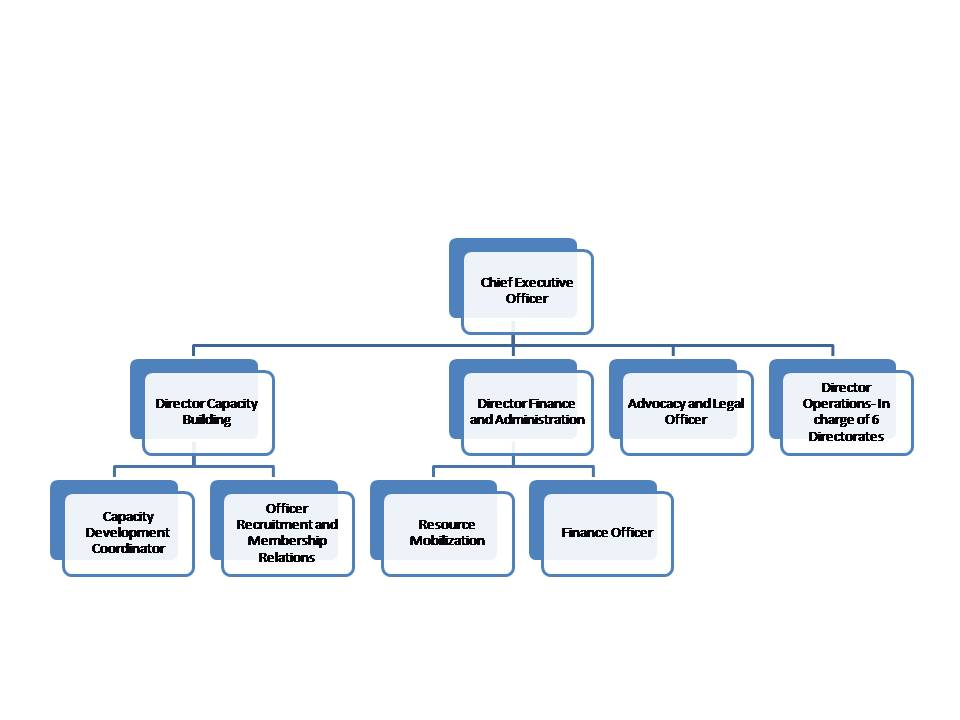 Chief Executive
Officer
Director Capacity
Building
Director Finance
and Administration
Advocacy and Legal
Officer
Director
Operations- In
charge of 6
Directorates
Capacity
Development
Coordinator
Officer
Recruitment and
Membership
Relations
Resource
Mobilization
Finance Officer